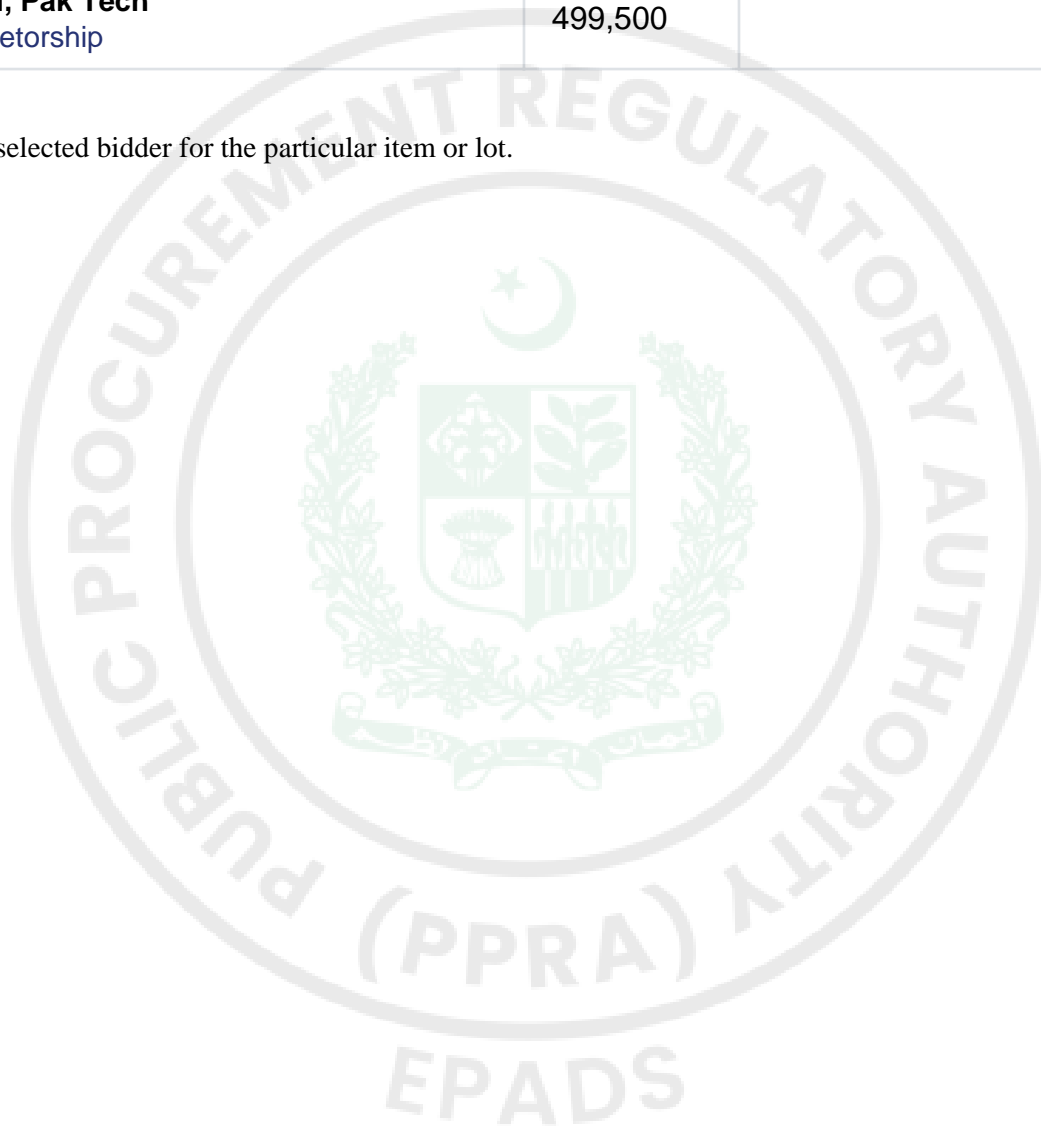 , Pak Tech
etorship
499,500
selected bidder for the particular item or lot.
PUBLIC PROCUREMENT REGULATORY AUTHORITY
(PPRA)
EPADS